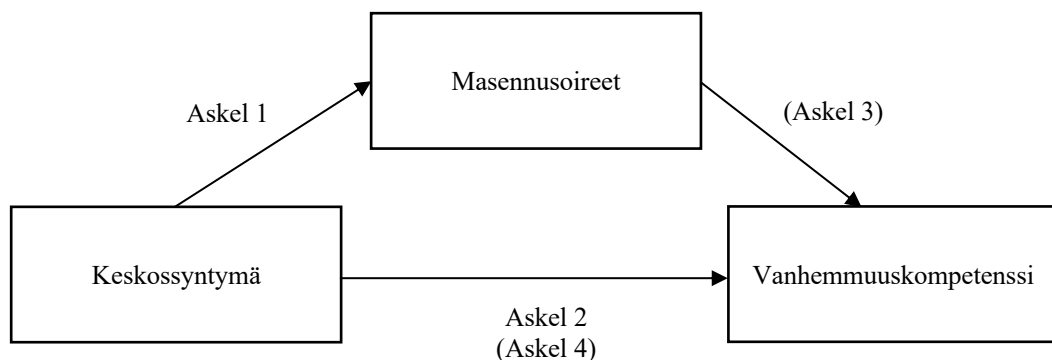 Masennusoireet
Askel 1
(Askel 3)
Keskossyntymä
Vanhemmuuskompetenssi
Askel 2
(Askel 4)